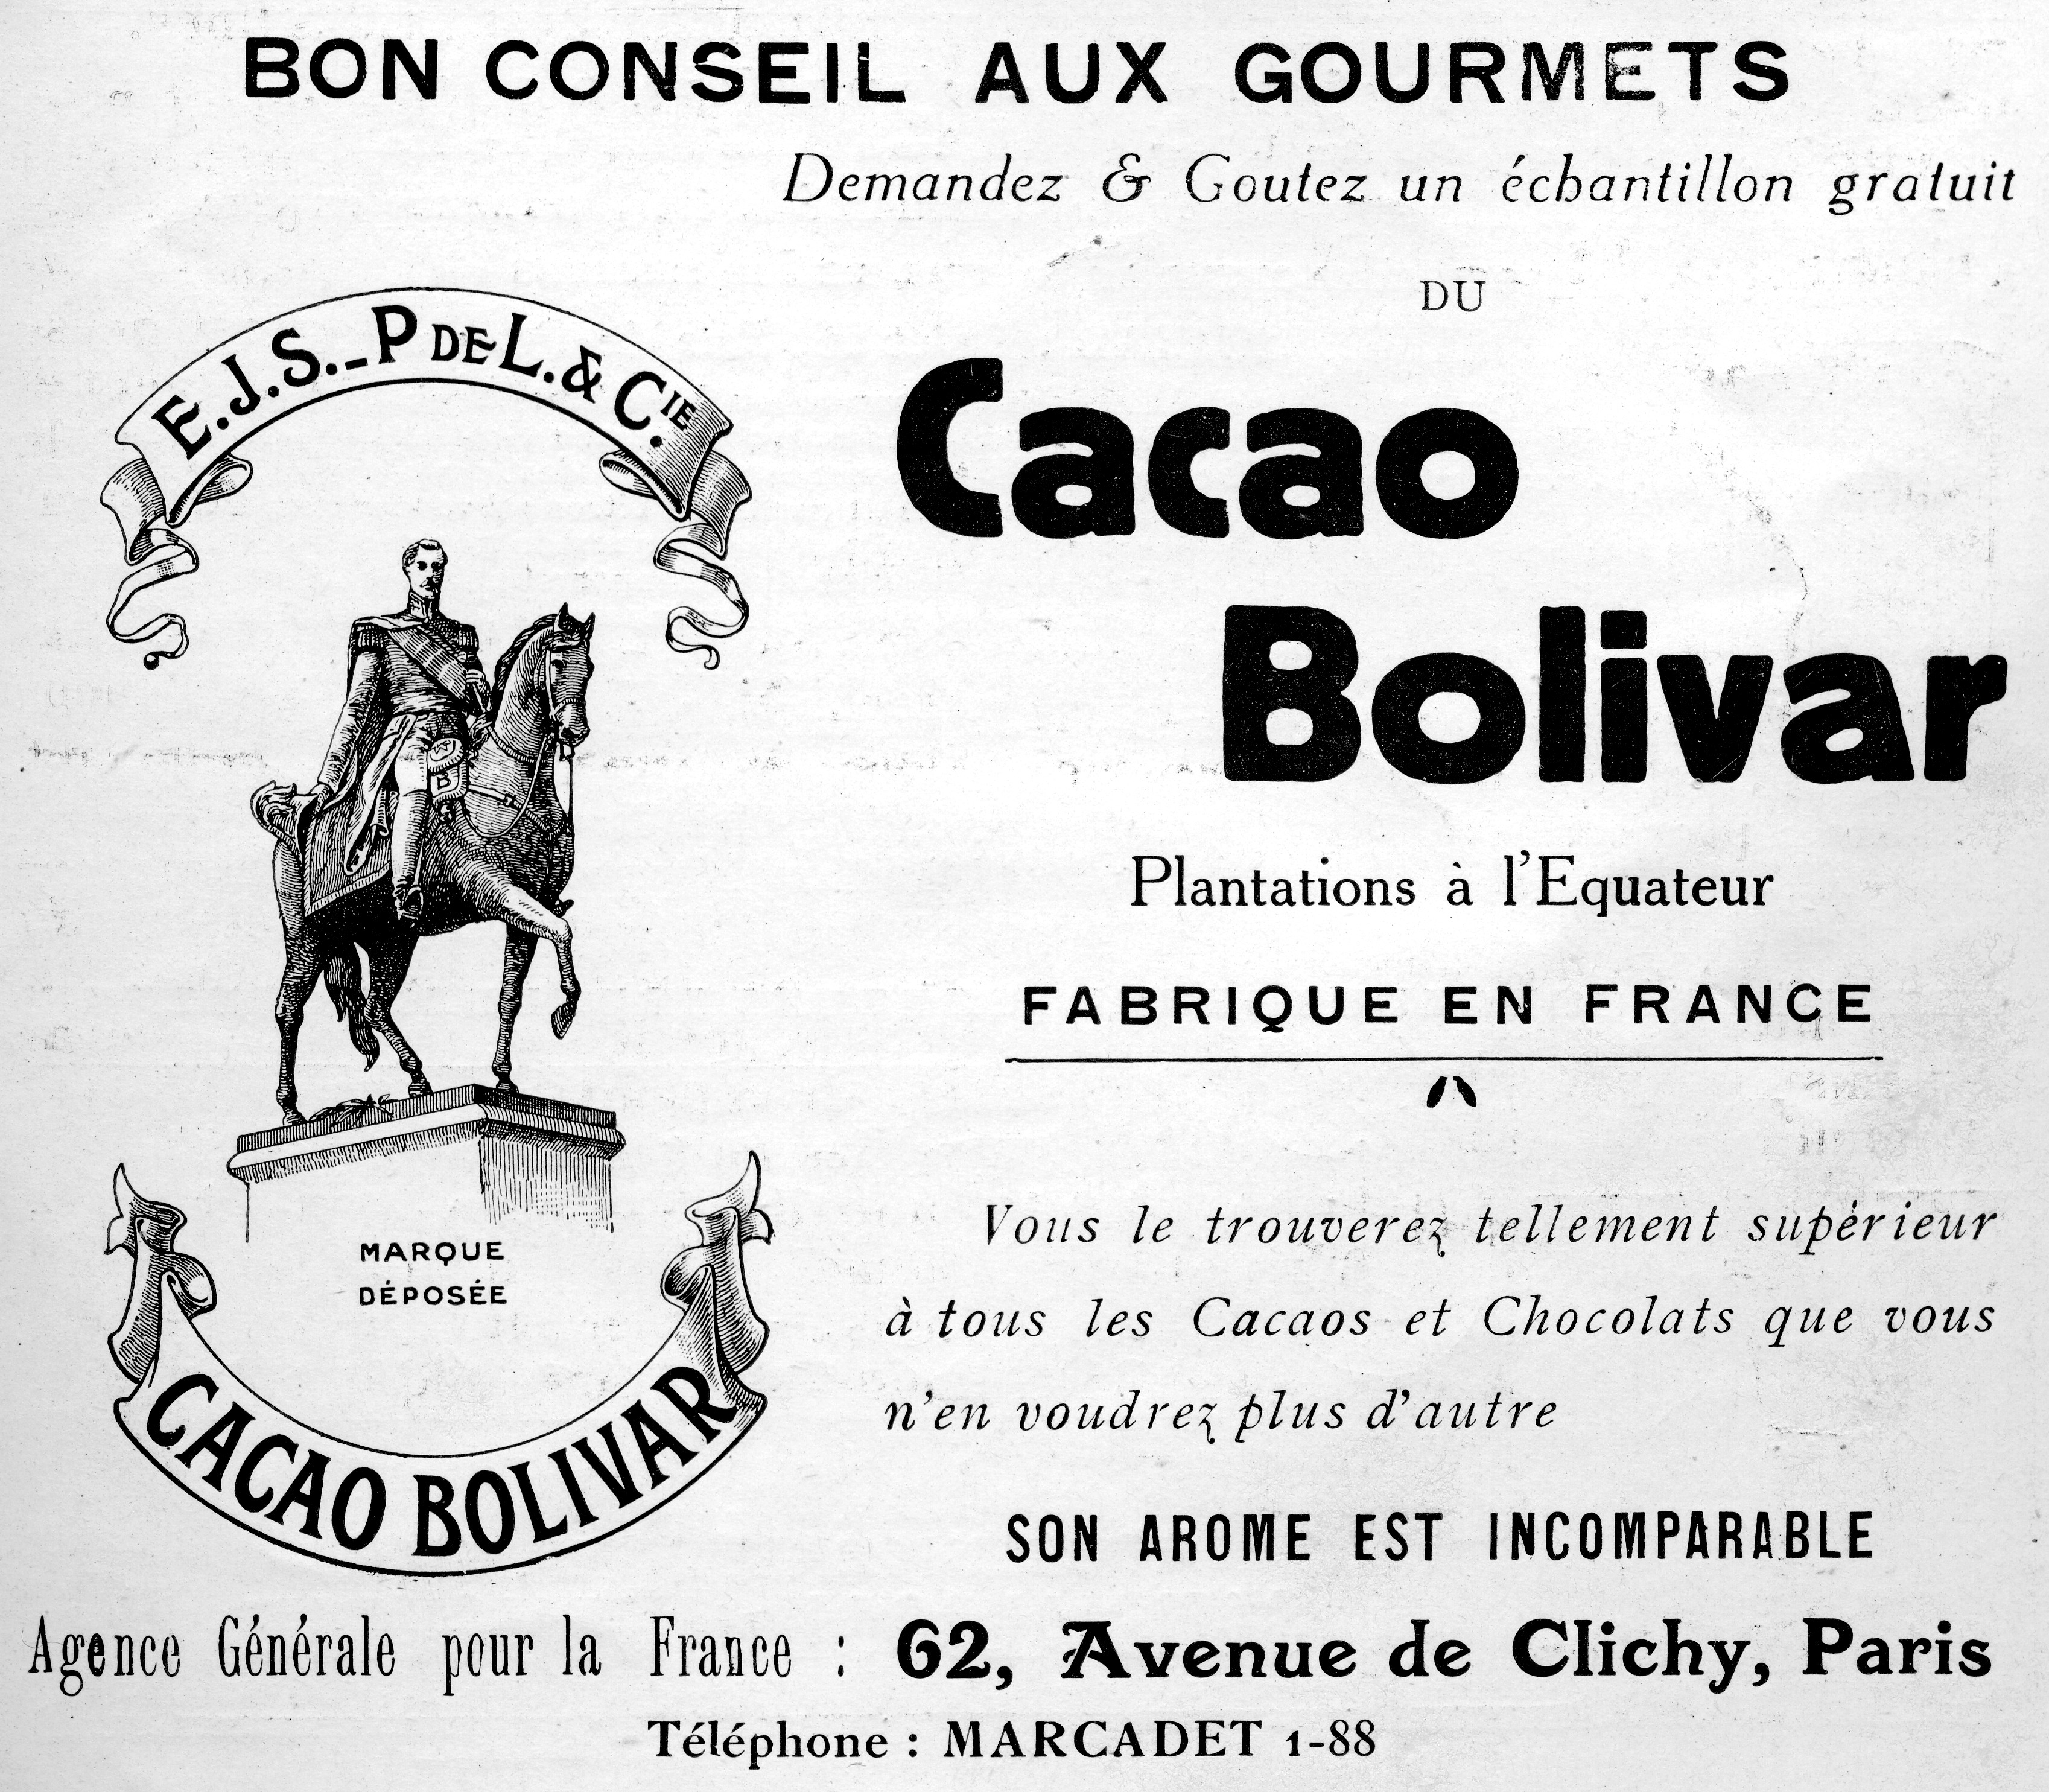 BON CONSEIL AUX GOURMETS
Demandez & Goutez un échantillon gratuit
DU
Cacao
Bolivar
Plantations à l'Equateur
FABRIQUE EN FRANCE
Vous le trouverez tellement supérieur
à tous les Cacaos et Chocolats que vous
n'en voudrez plus d'autre
SON AROME EST INCOMPARABLE
E.J.S._P DE L. & CIE.
B
MARQUE
DÉPOSÉE
CACAO BOLIVAR
Agence Générale pour la France : 62, Avenue de Clichy, Paris
Téléphone : MARCADET 1-88